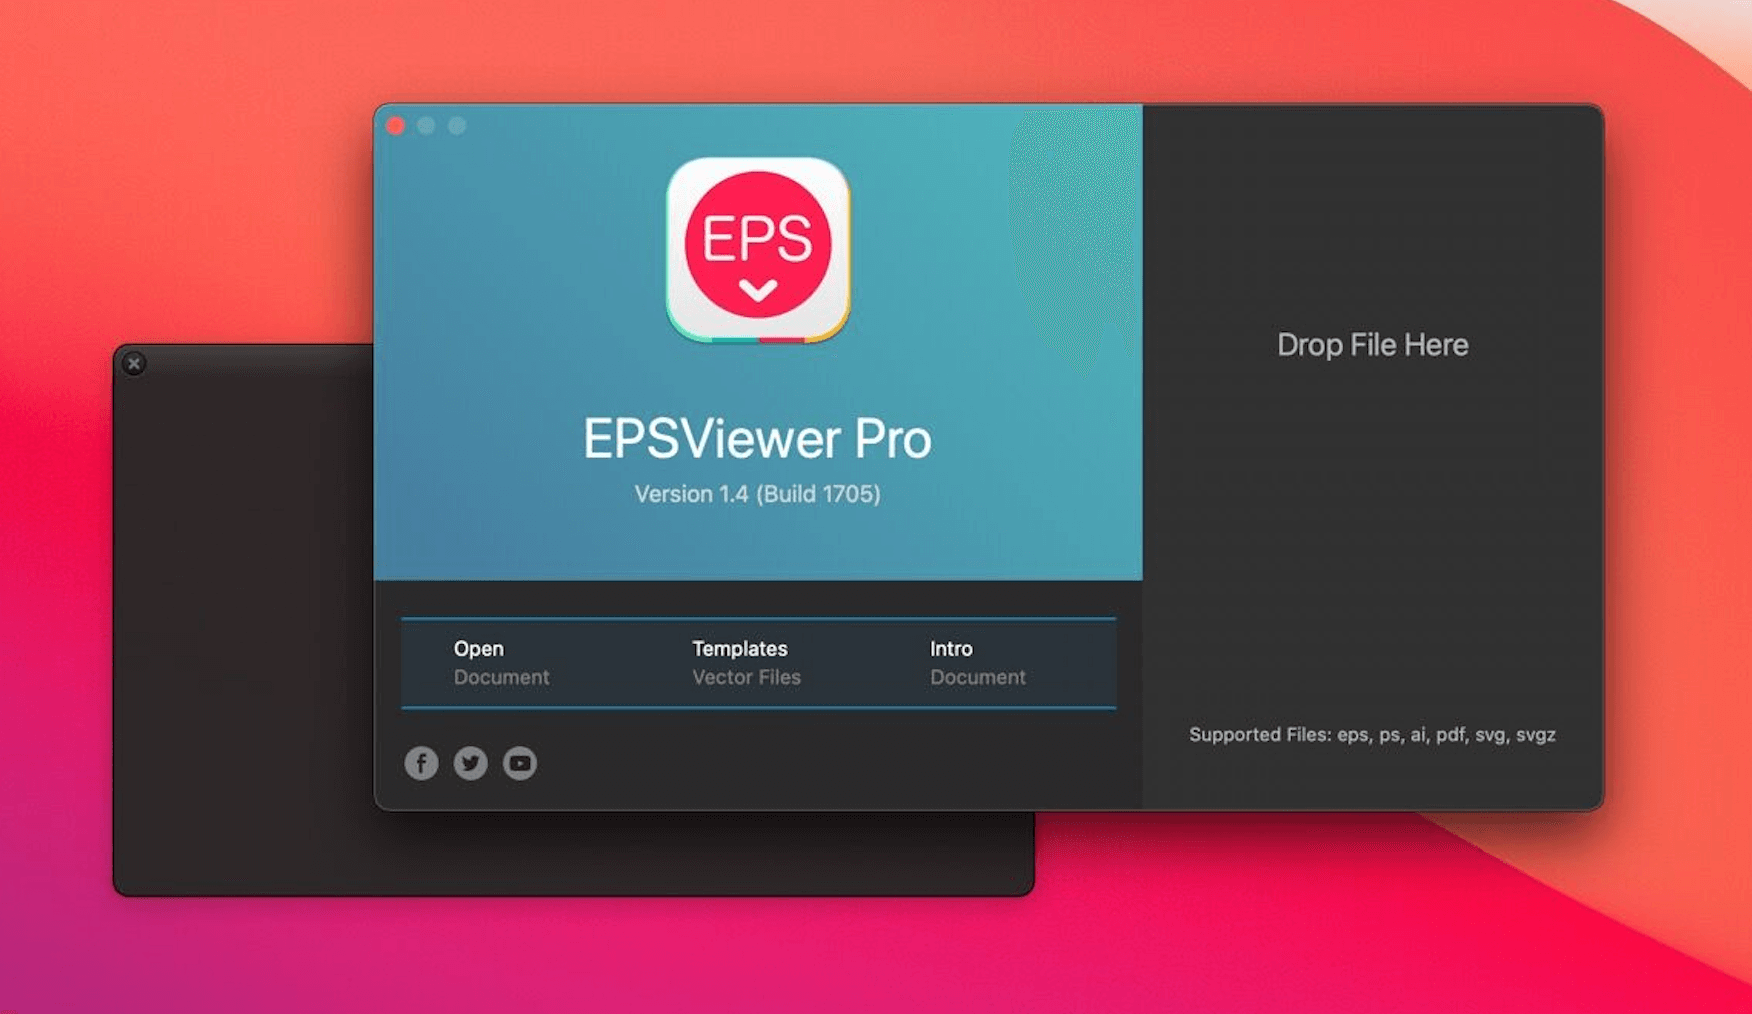 EPS
EPSViewer Pro
Version 1.4 (Build 1705)
Open
Document
Templates
Vector Files
Intro
Document
Drop File Here
Supported Files: eps, ps, ai, pdf, svg, svgz